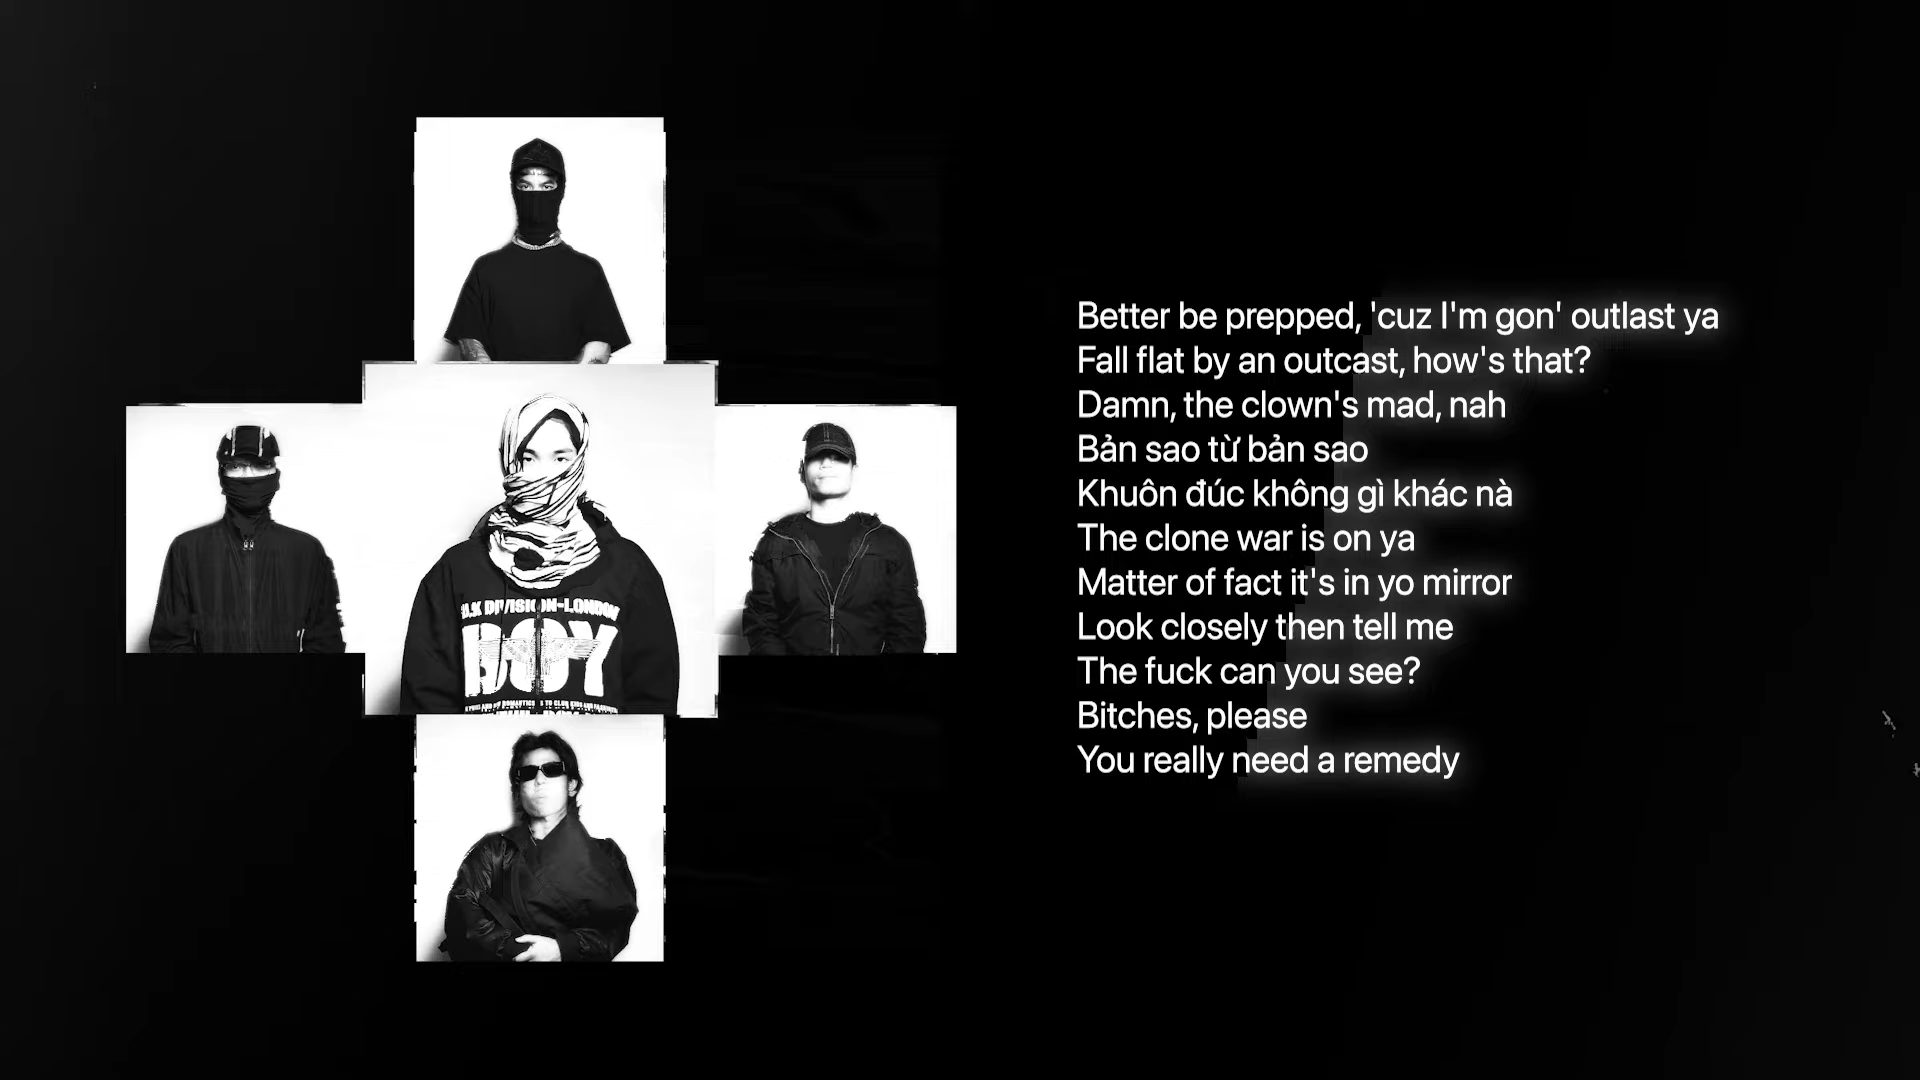 U.K DIVISION-LONDON
BOY
Better be prepped, 'cuz I'm gon' outlast ya
Fall flat by an outcast, how's that?
Damn, the clown's mad, nah
Bản sao từ bản sao
Khuôn đúc không gì khác nà
The clone war is on ya
Matter of fact it's in yo mirror
Look closely then tell me
The fuck can you see?
Bitches, please
You really need a remedy